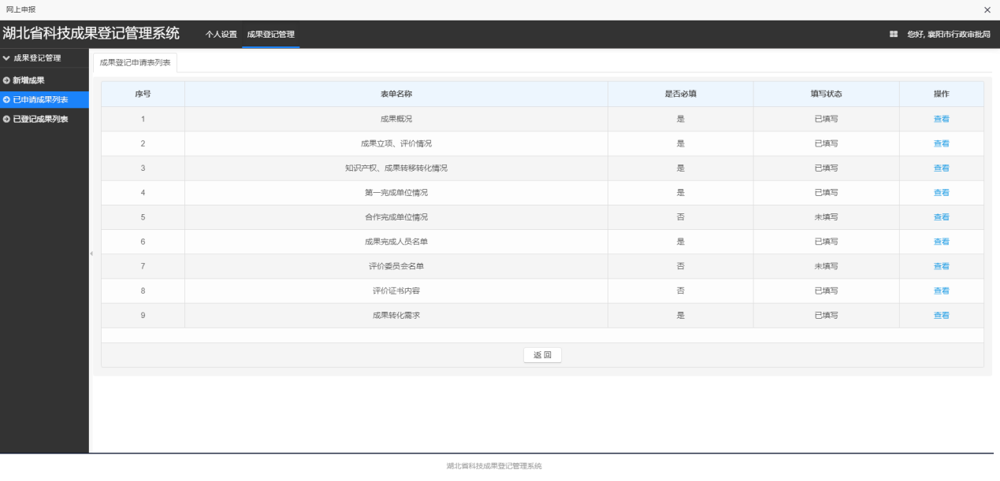 网上申报
湖北省科技成果登记管理系统 个人设置 成果登记管理 您好, 襄阳市行政审批局
成果登记管理
新增成果
已申请成果列表
已登记成果列表
成果登记申请表列表
序号 表单名称 是否必填 填写状态 操作
1 成果概况 是 已填写 查看
2 成果立项、评价情况 是 已填写 查看
3 知识产权、成果转移转化情况 是 已填写 查看
4 第一完成单位情况 是 已填写 查看
5 合作完成单位情况 否 未填写 查看
6 成果完成人员名单 是 已填写 查看
7 评价委员会名单 否 未填写 查看
8 评价证书内容 否 已填写 查看
9 成果转化需求 是 已填写 查看
返 回
湖北省科技成果登记管理系统